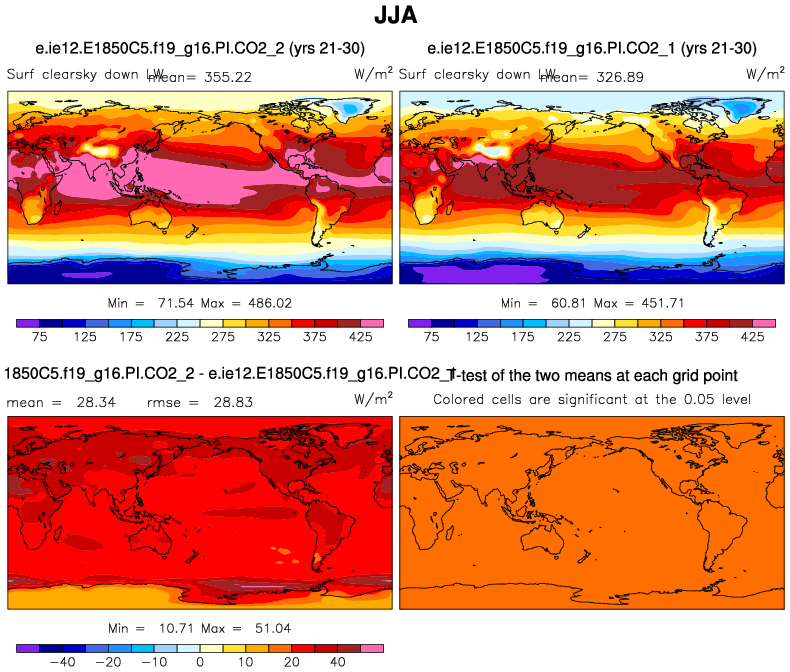 JJA
e.ie12.E1850C5.f19_g16.PI.CO2_2 (yrs 21-30)
Surf clearsky down LW mean= 355.22 W/m²
Min = 71.54 Max = 486.02
75 125 175 225 275 325 375 425
e.ie12.E1850C5.f19_g16.PI.CO2_1 (yrs 21-30)
Surf clearsky down LW mean= 326.89 W/m²
Min = 60.81 Max = 451.71
75 125 175 225 275 325 375 425
1850C5.f19_g16.PI.CO2_2 - e.ie12.E1850C5.f19_g16.PI.CO2_1
mean = 28.34 rmse = 28.83 W/m²
Min = 10.71 Max = 51.04
−40 −20 −10 0 10 20 40
T-test of the two means at each grid point
Colored cells are significant at the 0.05 level